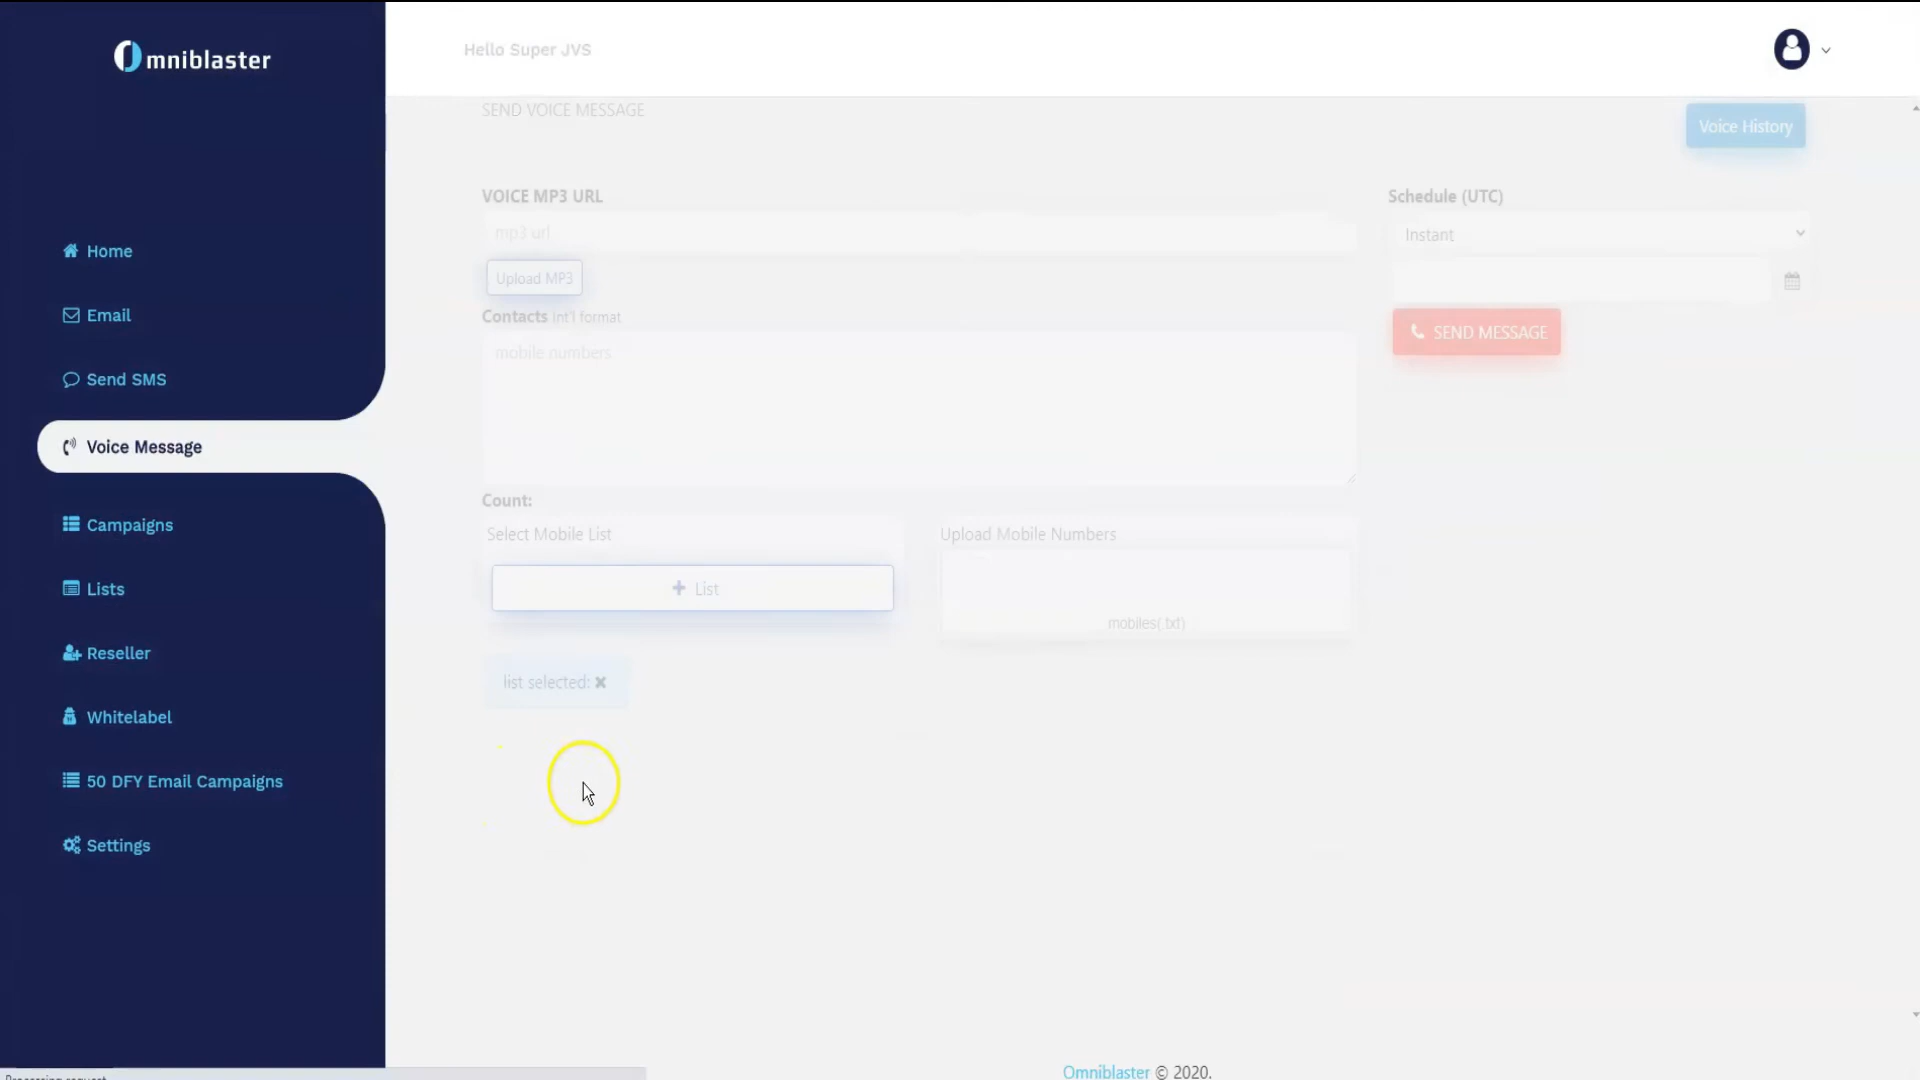 Omniblaster
Hello Super JVS
SEND VOICE MESSAGE
Voice History
VOICE MP3 URL
Schedule (UTC)
mp3 url
Instant
Home
Upload MP3
Contacts Int'l format
Email
mobile numbers
SEND MESSAGE
Send SMS
Voice Message
Count:
Campaigns
Select Mobile List
Upload Mobile Numbers
Lists
List
mobiles(.txt)
Reseller
list selected:
Whitelabel
50 DFY Email Campaigns
Settings
Omniblaster © 2020.
Processing request